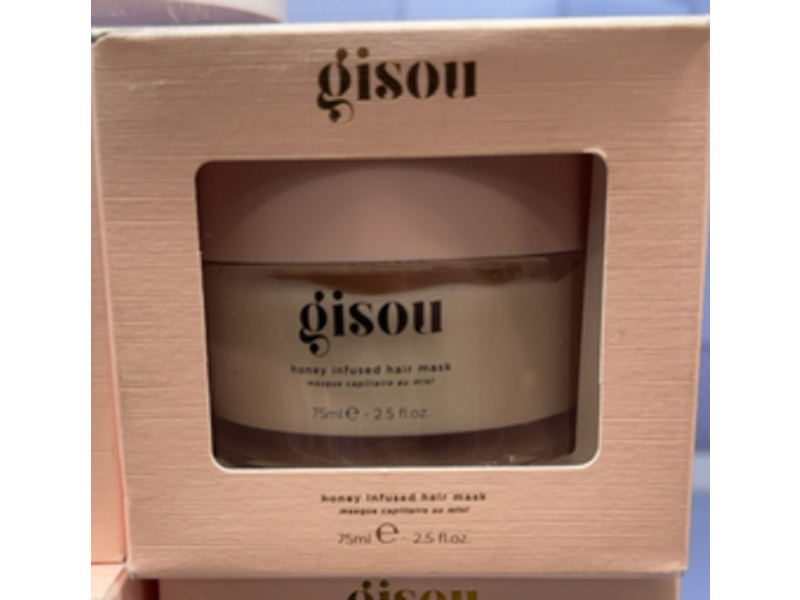 gisou
gisou
honey infused hair mask
masque capillaire au miel
75ml e - 2.5 fl.oz.
honey infused hair mask
masque capillaire au miel
75ml e - 2.5 fl.oz.
gisou